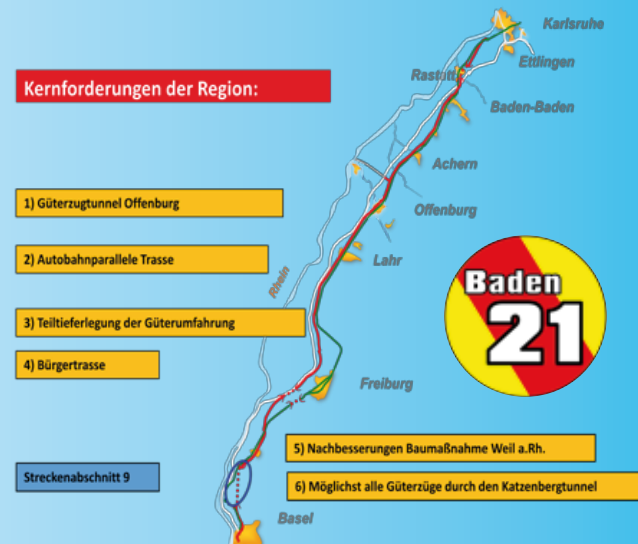 Karlsruhe
Ettlingen
Rastatt
Kernforderungen der Region:
Baden-Baden
Achern
1) Güterzugtunnel Offenburg
Offenburg
2) Autobahnparallele Trasse
Lahr
Rhein
Baden
21
3) Teiltieferlegung der Güterumfahrung
4) Bürgertrasse
Freiburg
5) Nachbesserungen Baumaßnahme Weil a.Rh.
Streckenabschnitt 9
6) Möglichst alle Güterzüge durch den Katzenbergtunnel
Basel